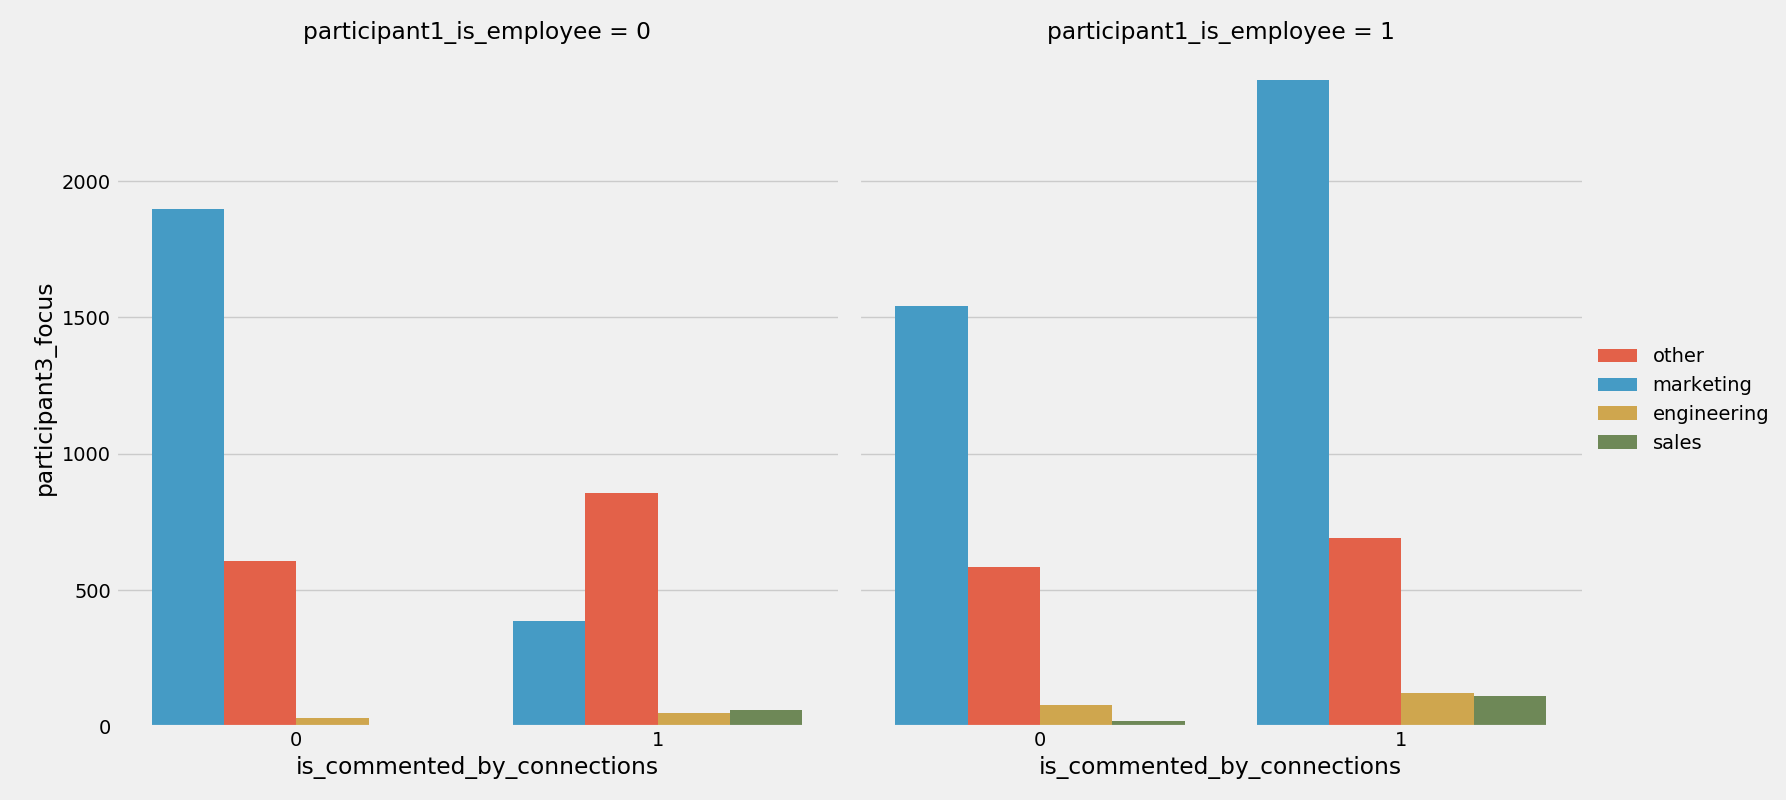 participant1_is_employee = 0
participant1_is_employee = 1
participant3_focus
2000
1500
1000
500
0
0
1
0
1
is_commented_by_connections
is_commented_by_connections
other
marketing
engineering
sales